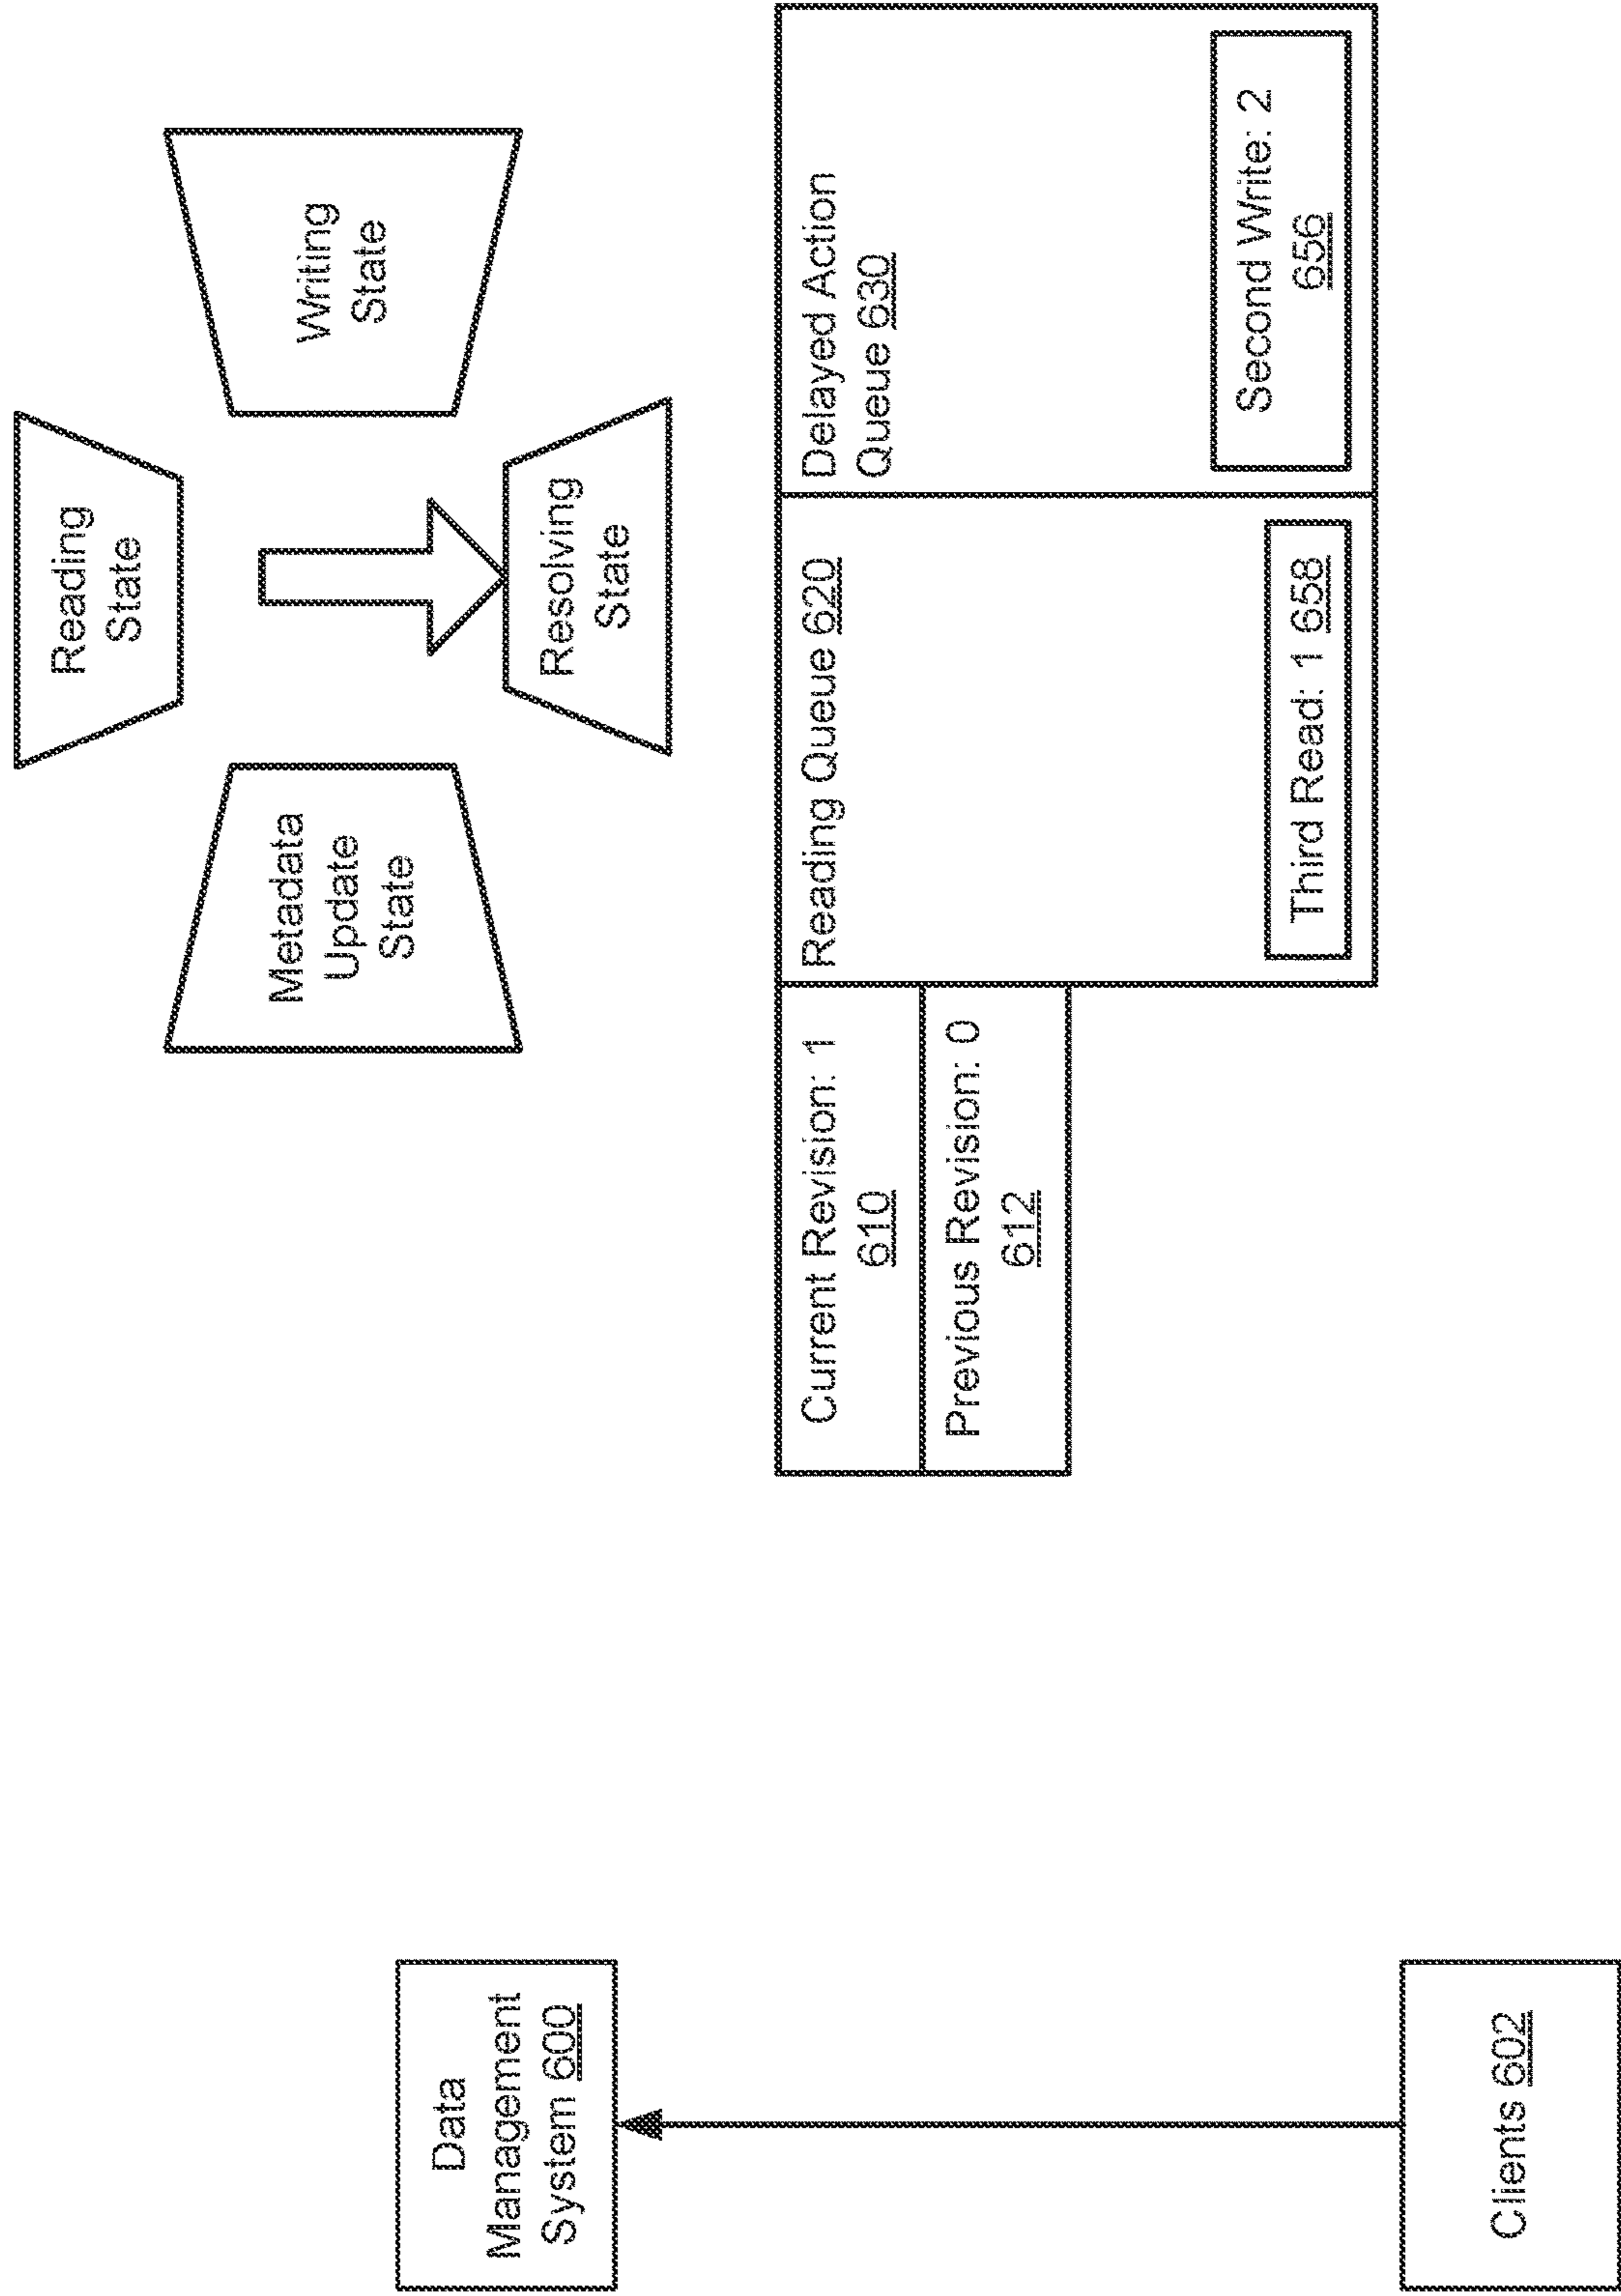 Data
Management
System 600
Clients 602
Reading
State
Metadata
Update
State
Writing
State
Resolving
State
Current Revision: 1
610
Previous Revision: 0
612
Reading Queue 620
Third Read: 1 658
Delayed Action
Queue 630
Second Write: 2
656